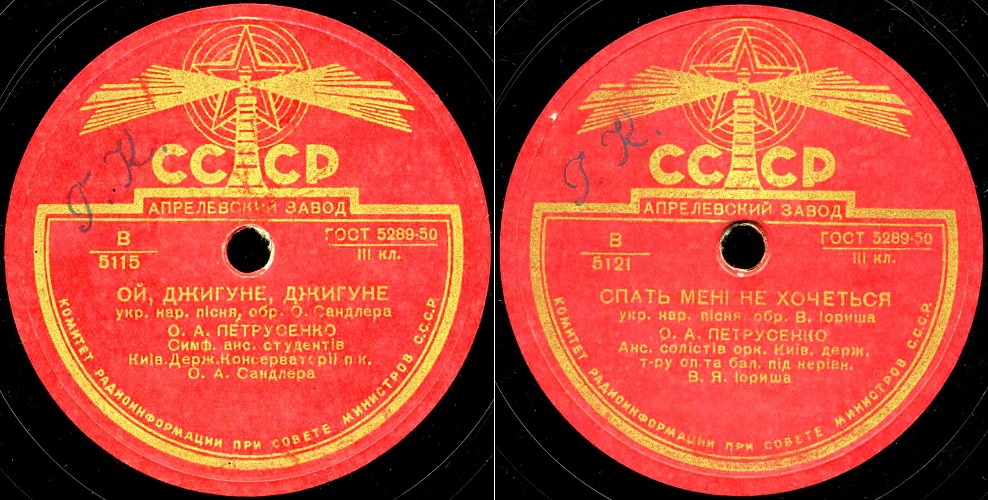 Г. К.
СССР
АПРЕЛЕВСКИЙ ЗАВОД
В
5115
ГОСТ 5289-50
III кл.
ОЙ, ДЖИГУНЕ, ДЖИГУНЕ
укр. нар. пісня, обр. О. Сандлера
О. А. ПЕТРУСЕНКО
Симф. анс. студентів
Київ.Держ.Консерваторії п/к.
О. А. Сандлера
КОМИТЕТ РАДИОИНФОРМАЦИИ ПРИ СОВЕТЕ МИНИСТРОВ С.С.С.Р.
Г. К.
СССР
АПРЕЛЕВСКИЙ ЗАВОД
В
5121
ГОСТ 5289-50
III кл.
СПАТЬ МЕНІ НЕ ХОЧЕТЬСЯ
укр. нар. пісня обр. В. Іориша
О. А. ПЕТРУСЕНКО
Анс. солістів орк. Київ. держ.
т-ру оп та бал. під керівн.
В. Я. Іориша
КОМИТЕТ РАДИОИНФОРМАЦИИ ПРИ СОВЕТЕ МИНИСТРОВ С.С.С.Р.